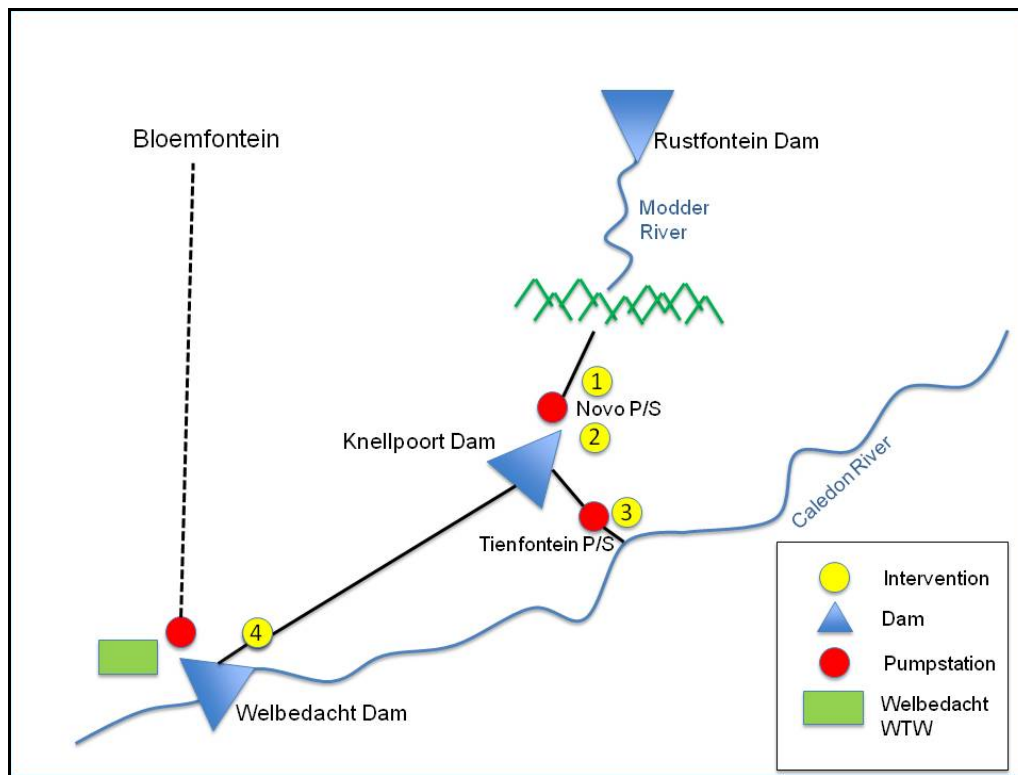 Bloemfontein
Rustfontein Dam
Modder
River
1
Novo P/S
2
Knellpoort Dam
3
Tienfontein P/S
Caledon River
4
Welbedacht Dam
Intervention
Dam
Pumpstation
Welbedacht
WTW